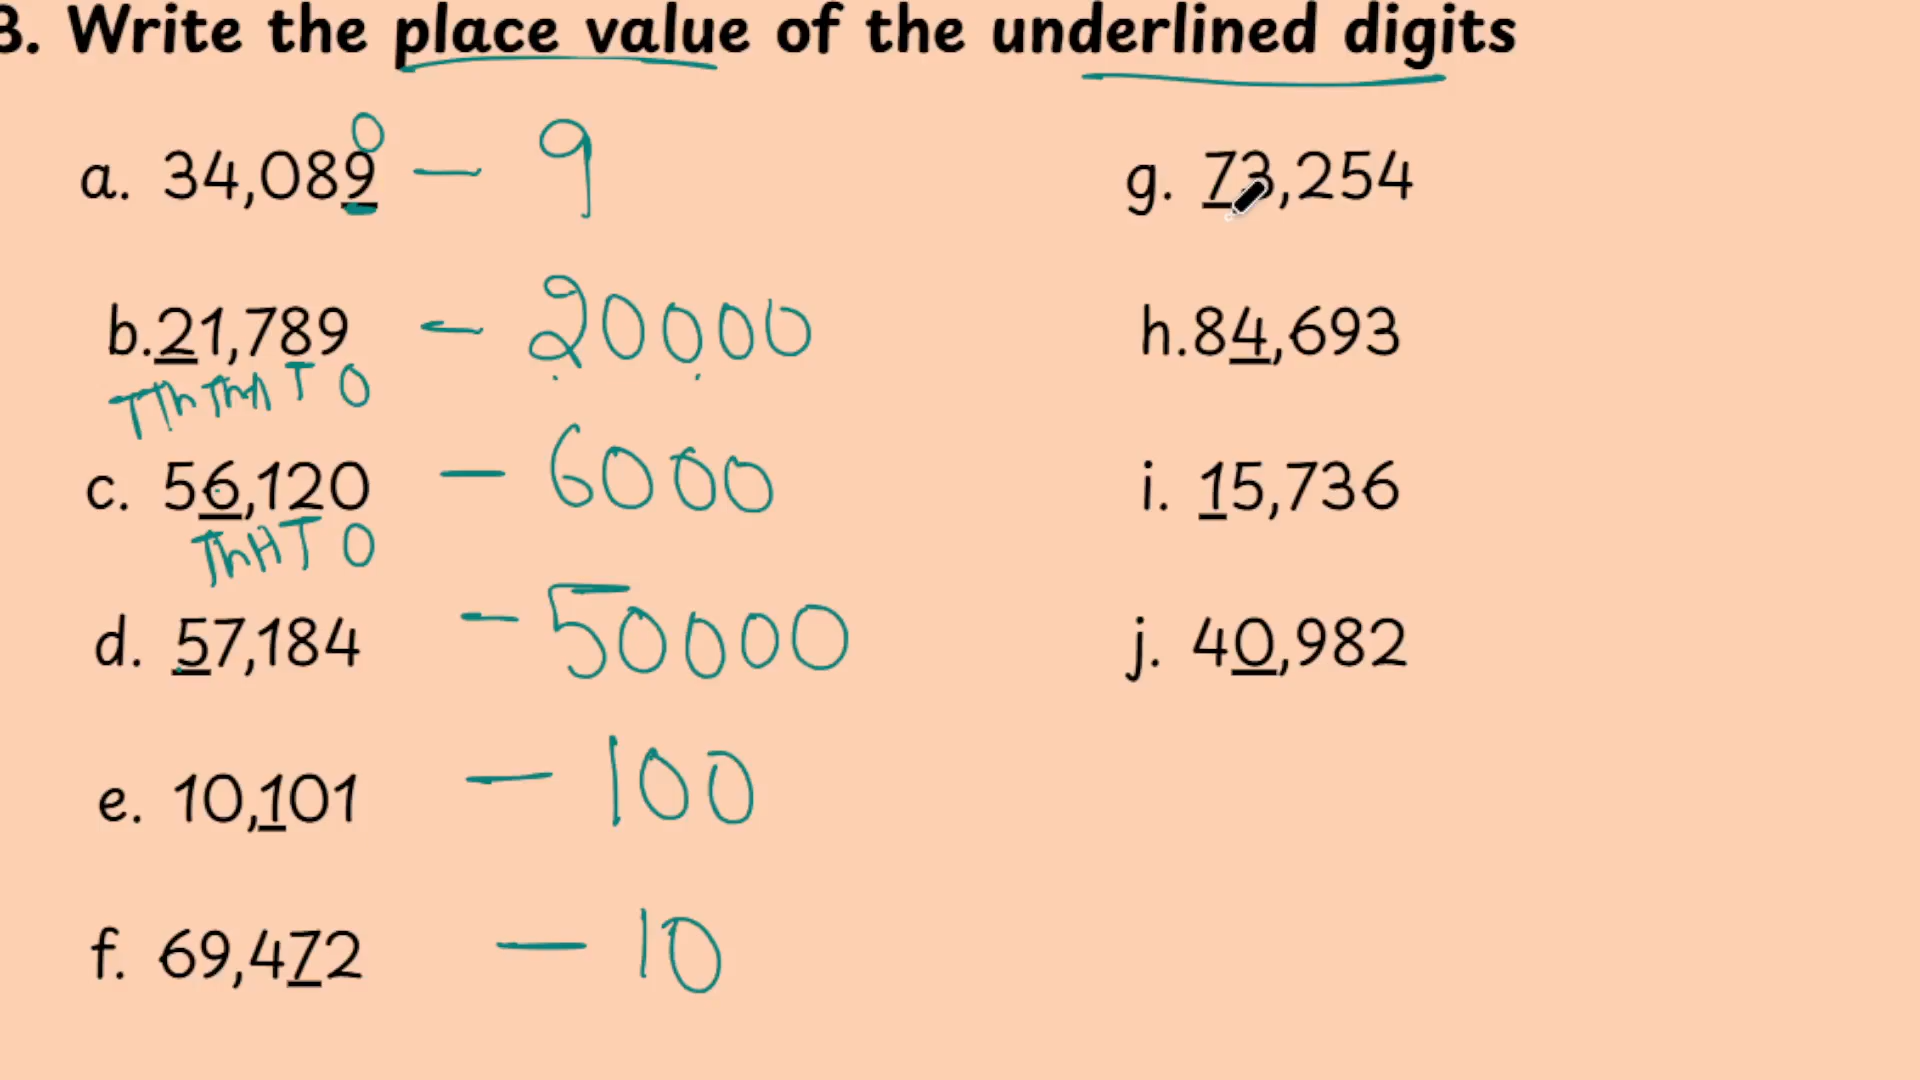 3. Write the place value of the underlined digits
O
a. 34,089 — 9
b.21,789 — 20000
TTh Th H T O
c. 56,120 — 6000
Th H T O
d. 57,184 — 50000
e. 10,101 — 100
f. 69,472 — 10
g. 73,254
h.84,693
i. 15,736
j. 40,982